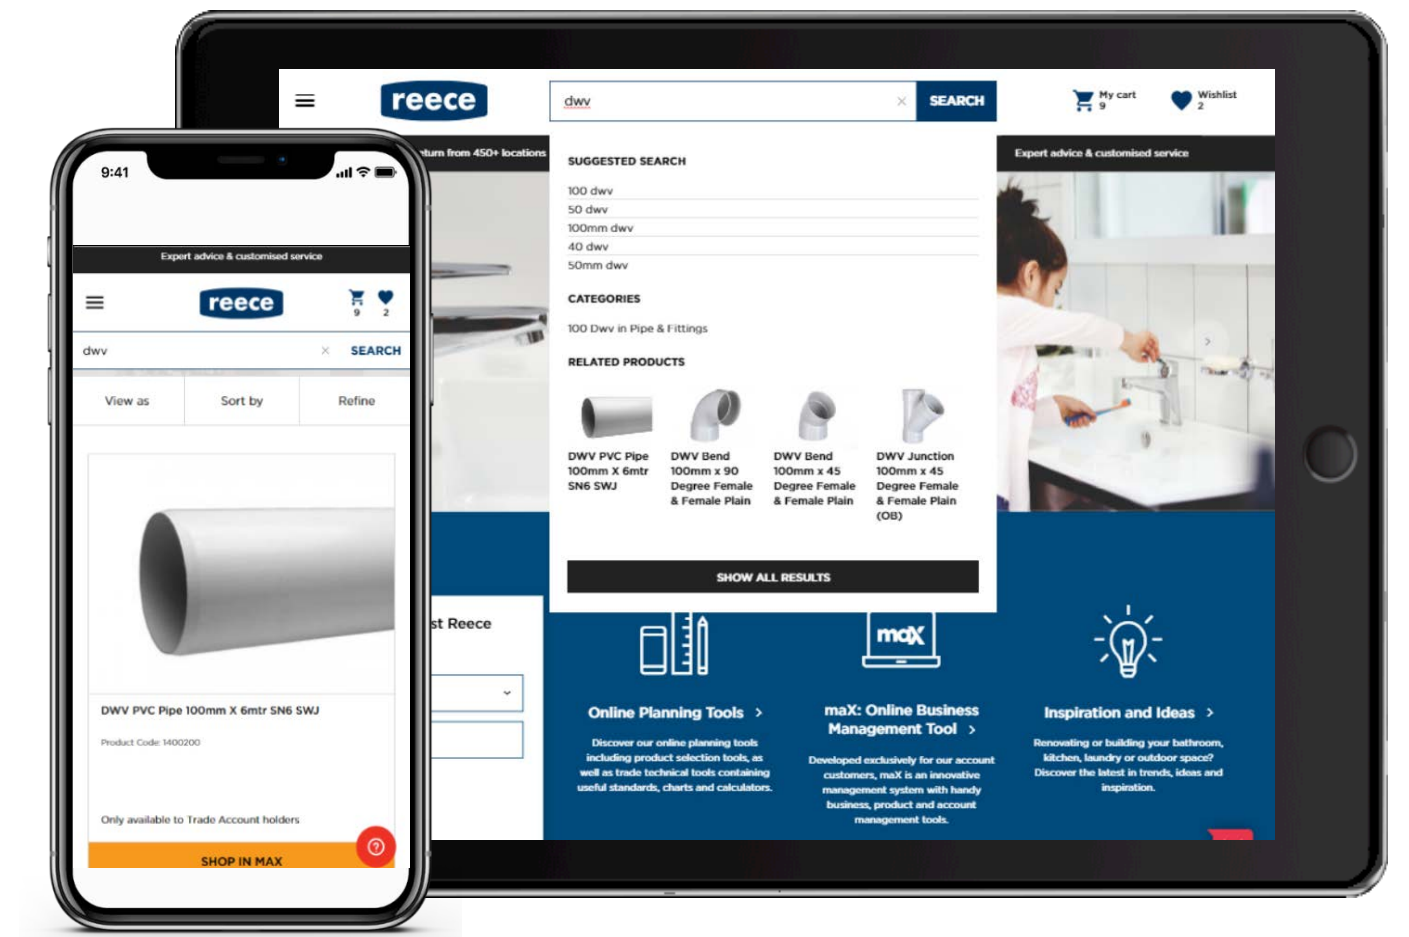 reece
dwv
SEARCH
My cart
9
Wishlist
2
from 450+ locations
Expert advice & customised service
SUGGESTED SEARCH
100 dwv
50 dwv
100mm dwv
40 dwv
50mm dwv
CATEGORIES
100 Dwv in Pipe & Fittings
RELATED PRODUCTS
DWV PVC Pipe
100mm X 6mtr
SN6 SWJ
DWV Bend
100mm x 90
Degree Female
& Female Plain
DWV Bend
100mm x 45
Degree Female
& Female Plain
DWV Junction
100mm x 45
Degree Female
& Female Plain
(OB)
SHOW ALL RESULTS
Reece
Online Planning Tools >
Discover our online planning tools
including product selection tools, as
well as trade technical tools containing
useful standards, charts and calculators.
maX
maX: Online Business
Management Tool >
Developed exclusively for our account
customers, maX is an innovative
management system with handy
business, product and account
management tools.
Inspiration and Ideas >
Renovating or building your bathroom,
kitchen, laundry or outdoor space?
Discover the latest in trends, ideas and
inspiration.
9:41
Expert advice & customised service
reece
9
2
dwv
SEARCH
View as
Sort by
Refine
DWV PVC Pipe 100mm X 6mtr SN6 SWJ
Product Code: 1400200
Only available to Trade Account holders
SHOP IN MAX